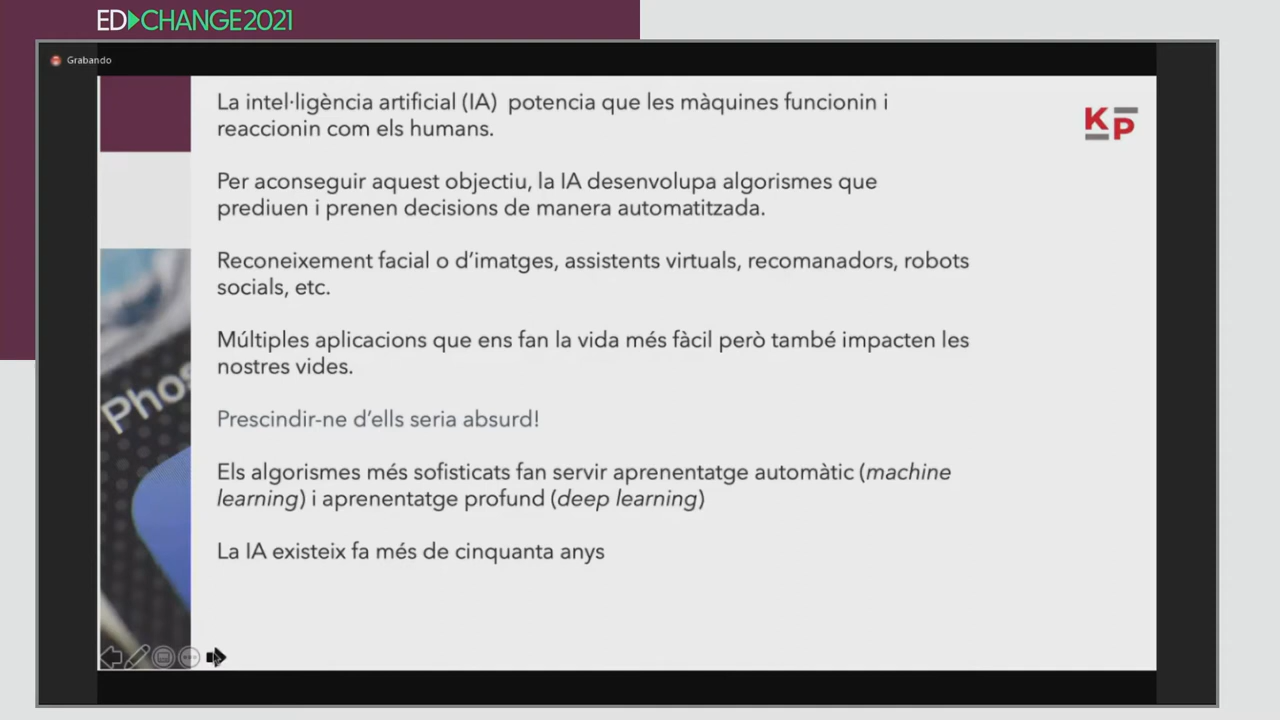 ED CHANGE2021
Grabando
La intel·ligència artificial (IA) potencia que les màquines funcionin i
reaccionin com els humans.
KP
Per aconseguir aquest objectiu, la IA desenvolupa algorismes que
prediuen i prenen decisions de manera automatitzada.
Reconeixement facial o d’imatges, assistents virtuals, recomanadors, robots
socials, etc.
Múltiples aplicacions que ens fan la vida més fàcil però també impacten les
nostres vides.
Phos
Prescindir-ne d’ells seria absurd!
Els algorismes més sofisticats fan servir aprenentatge automàtic (machine
learning) i aprenentatge profund (deep learning)
La IA existeix fa més de cinquanta anys